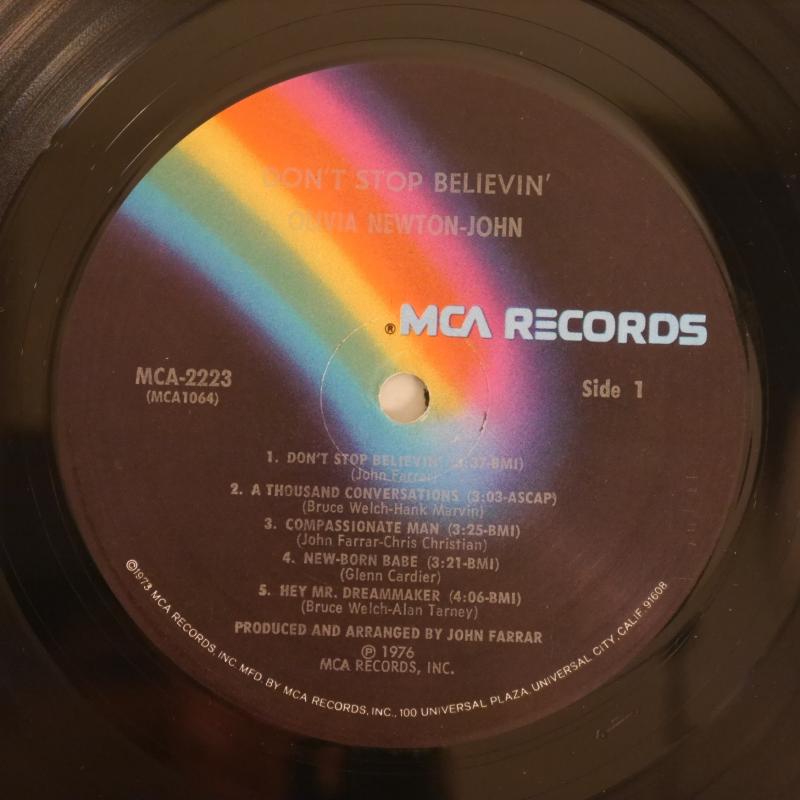 DON'T STOP BELIEVIN'
OLIVIA NEWTON-JOHN
® MCA RECORDS
MCA-2223
(MCA1064)
Side 1
1. DON'T STOP BELIEVIN' (3:37-BMI)
(John Farrar)
2. A THOUSAND CONVERSATIONS (3:03-ASCAP)
(Bruce Welch-Hank Marvin)
3. COMPASSIONATE MAN (3:25-BMI)
(John Farrar-Chris Christian)
4. NEW-BORN BABE (3:21-BMI)
(Glenn Cardier)
5. HEY MR. DREAMMAKER (4:06-BMI)
(Bruce Welch-Alan Tarney)
PRODUCED AND ARRANGED BY JOHN FARRAR
℗ 1976
MCA RECORDS, INC.
©1973 MCA RECORDS, INC. MFD. BY MCA RECORDS, INC., 100 UNIVERSAL PLAZA, UNIVERSAL CITY, CALIF. 91608